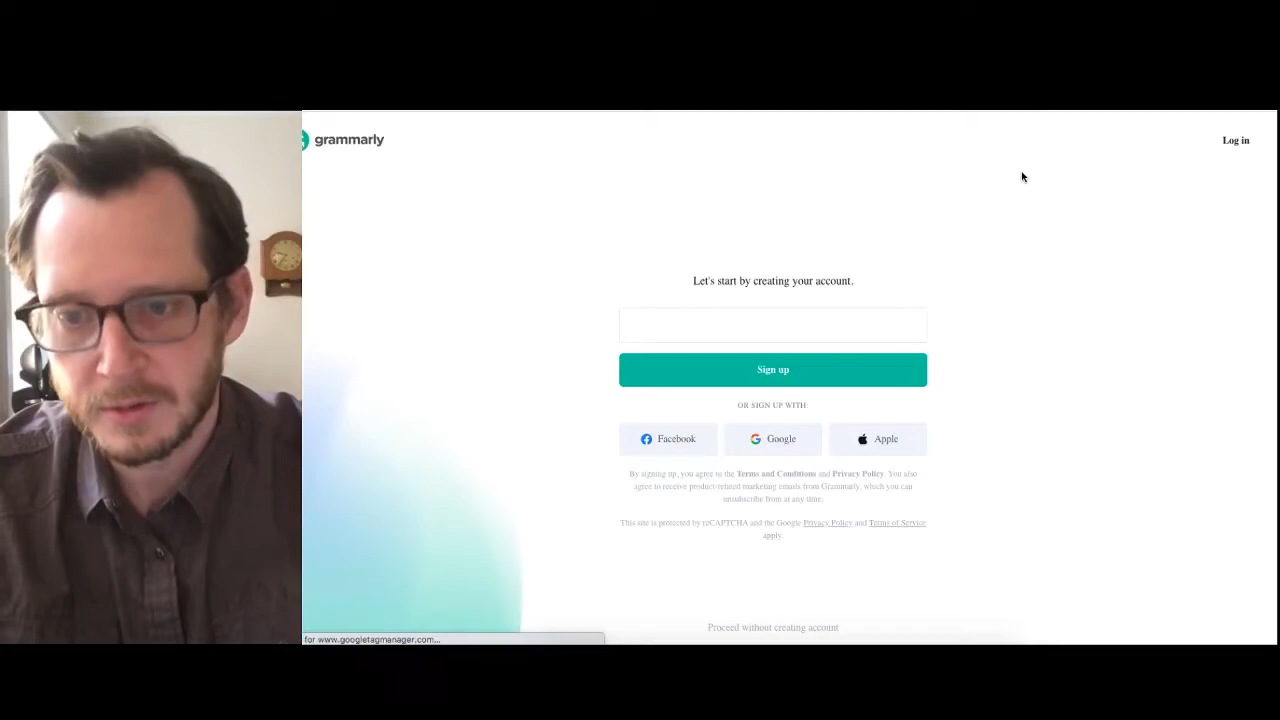 grammarly
Log in
Let's start by creating your account.
Sign up
OR SIGN UP WITH:
Facebook
Google
Apple
By signing up, you agree to the Terms and Conditions and Privacy Policy. You also
agree to receive product-related marketing emails from Grammarly, which you can
unsubscribe from at any time.
This site is protected by reCAPTCHA and the Google Privacy Policy and Terms of Service
apply.
Proceed without creating account
for www.googletagmanager.com...